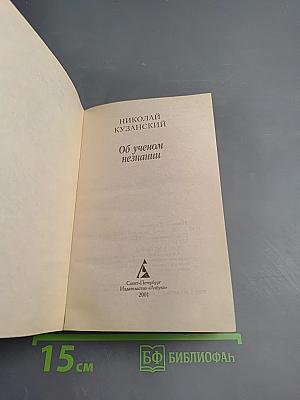 НИКОЛАЙ
КУЗАНСКИЙ
Об ученом
незнании
Санкт-Петербург
Издательство «Азбука»
2001
15 см
БФ БИБЛИОФАН